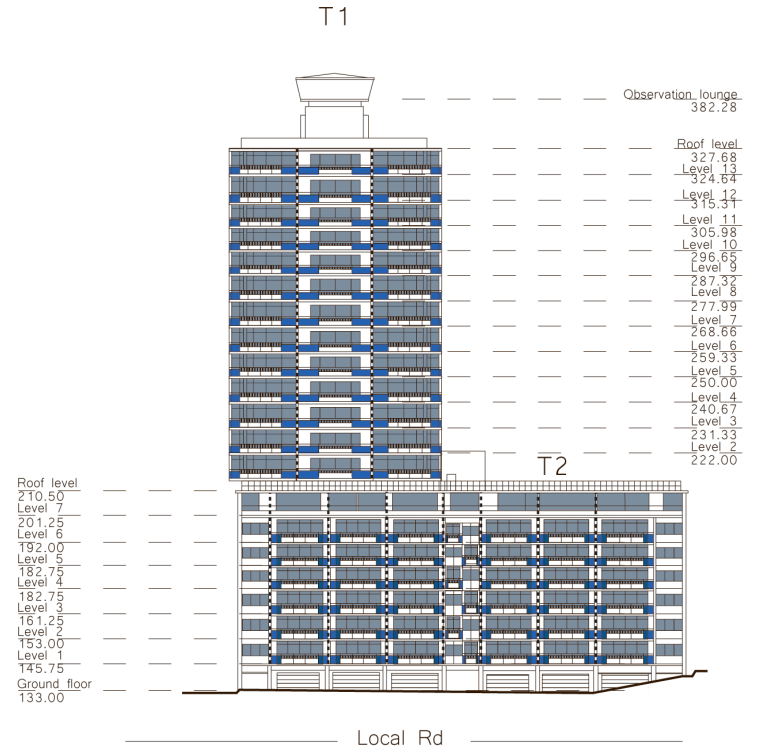 T1
Observation lounge
382.28
Roof level
327.68
Level 13
324.64
Level 12
315.31
Level 11
305.98
Level 10
296.65
Level 9
287.32
Level 8
277.99
Level 7
268.66
Level 6
259.33
Level 5
250.00
Level 4
240.67
Level 3
231.33
Level 2
222.00
T2
Roof level
210.50
Level 7
201.25
Level 6
192.00
Level 5
182.75
Level 4
182.75
Level 3
161.25
Level 2
153.00
Level 1
145.75
Ground floor
133.00
Local Rd